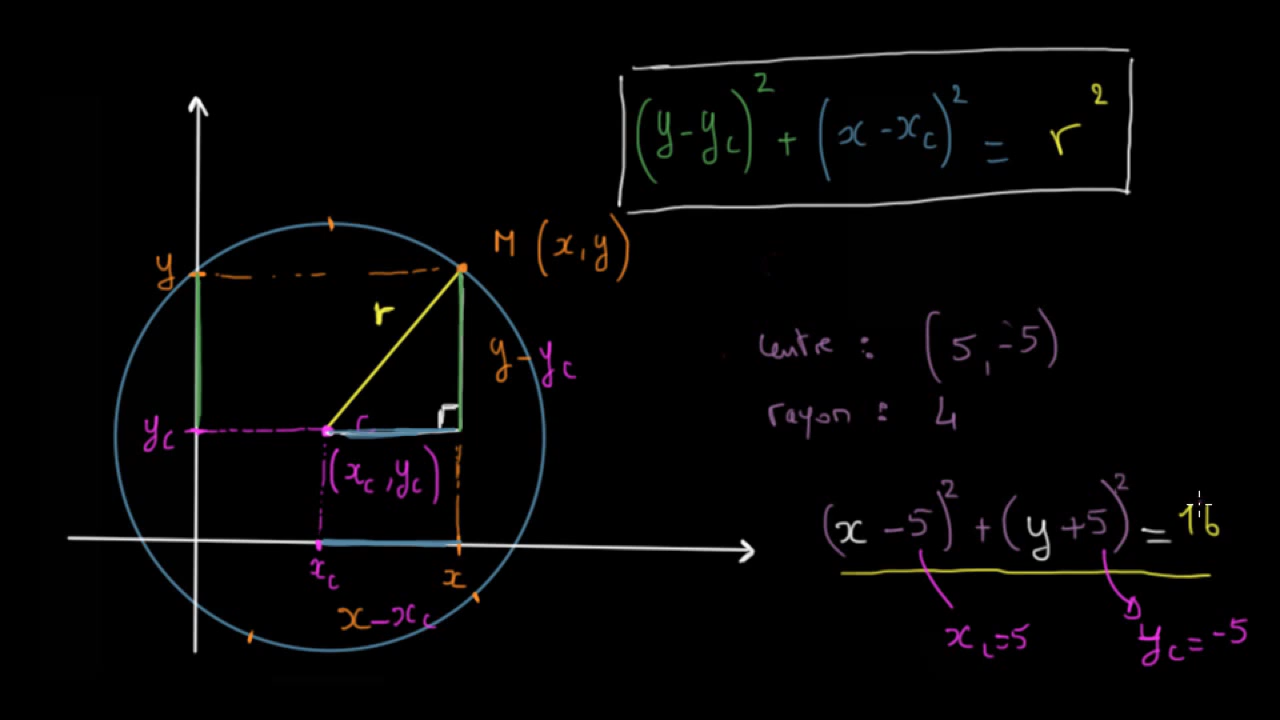 (y-y_c)² + (x-x_c)² = r²
M (x,y)
y
r
y-y_c
centre : (5,-5)
rayon : 4
y_c
r
(x_c,y_c)
(x-5)² + (y+5)² = 16
x_c
x
x-x_c
x_c=5
y_c=-5